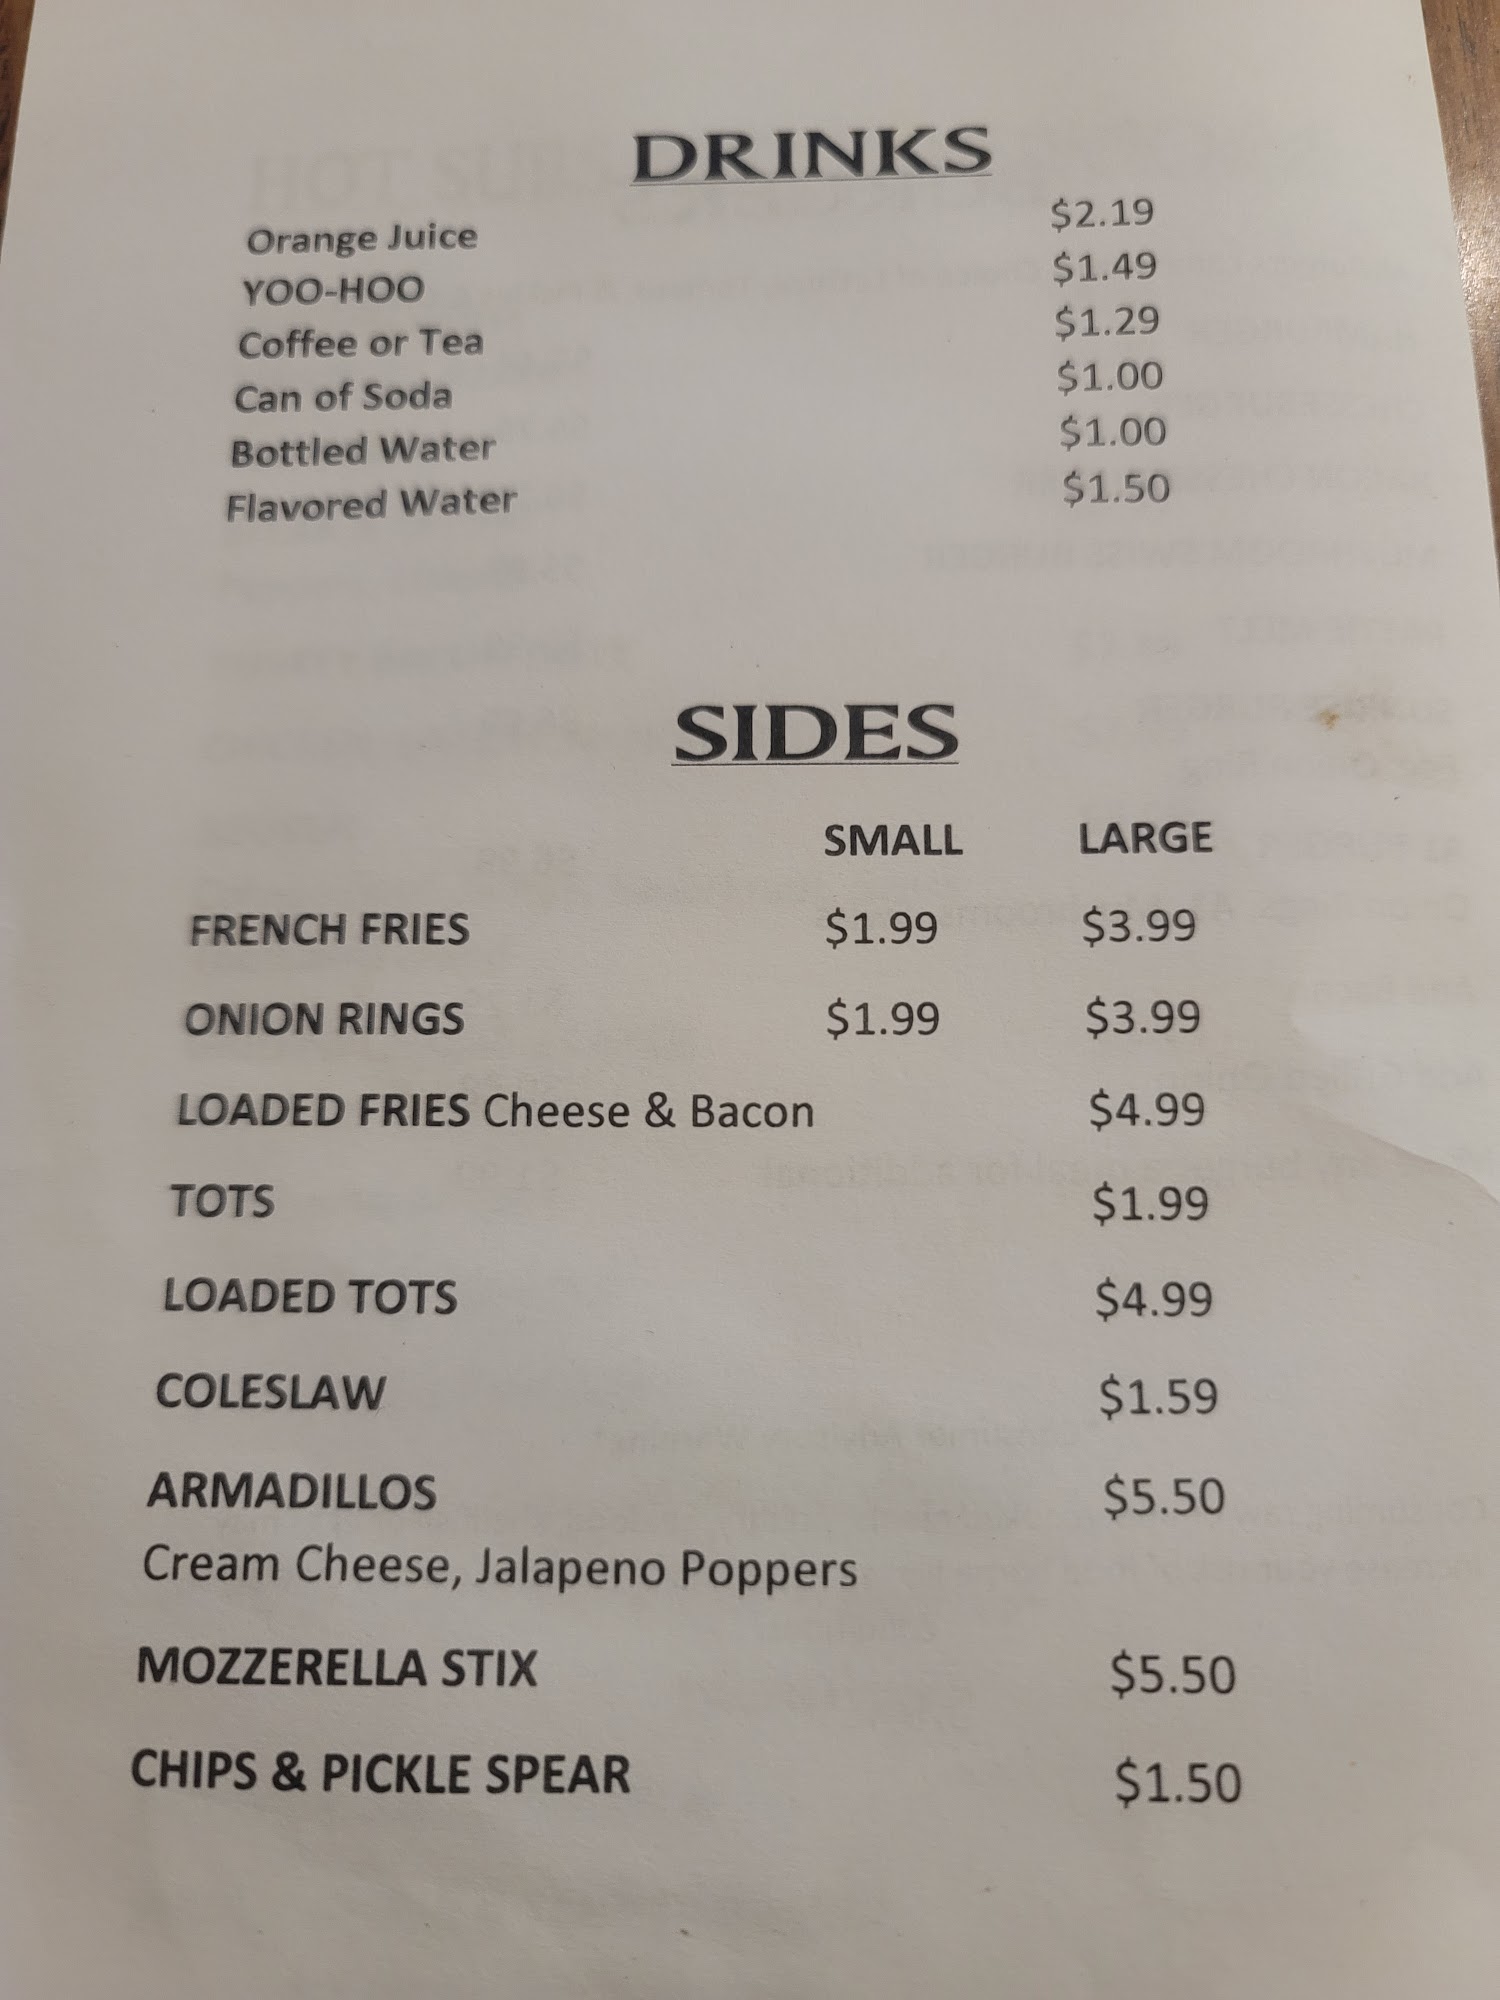 DRINKS
Orange Juice $2.19
YOO-HOO $1.49
Coffee or Tea $1.29
Can of Soda $1.00
Bottled Water $1.00
Flavored Water $1.50
SIDES
SMALL LARGE
FRENCH FRIES $1.99 $3.99
ONION RINGS $1.99 $3.99
LOADED FRIES Cheese & Bacon $4.99
TOTS $1.99
LOADED TOTS $4.99
COLESLAW $1.59
ARMADILLOS $5.50
Cream Cheese, Jalapeno Poppers
MOZZERELLA STIX $5.50
CHIPS & PICKLE SPEAR $1.50